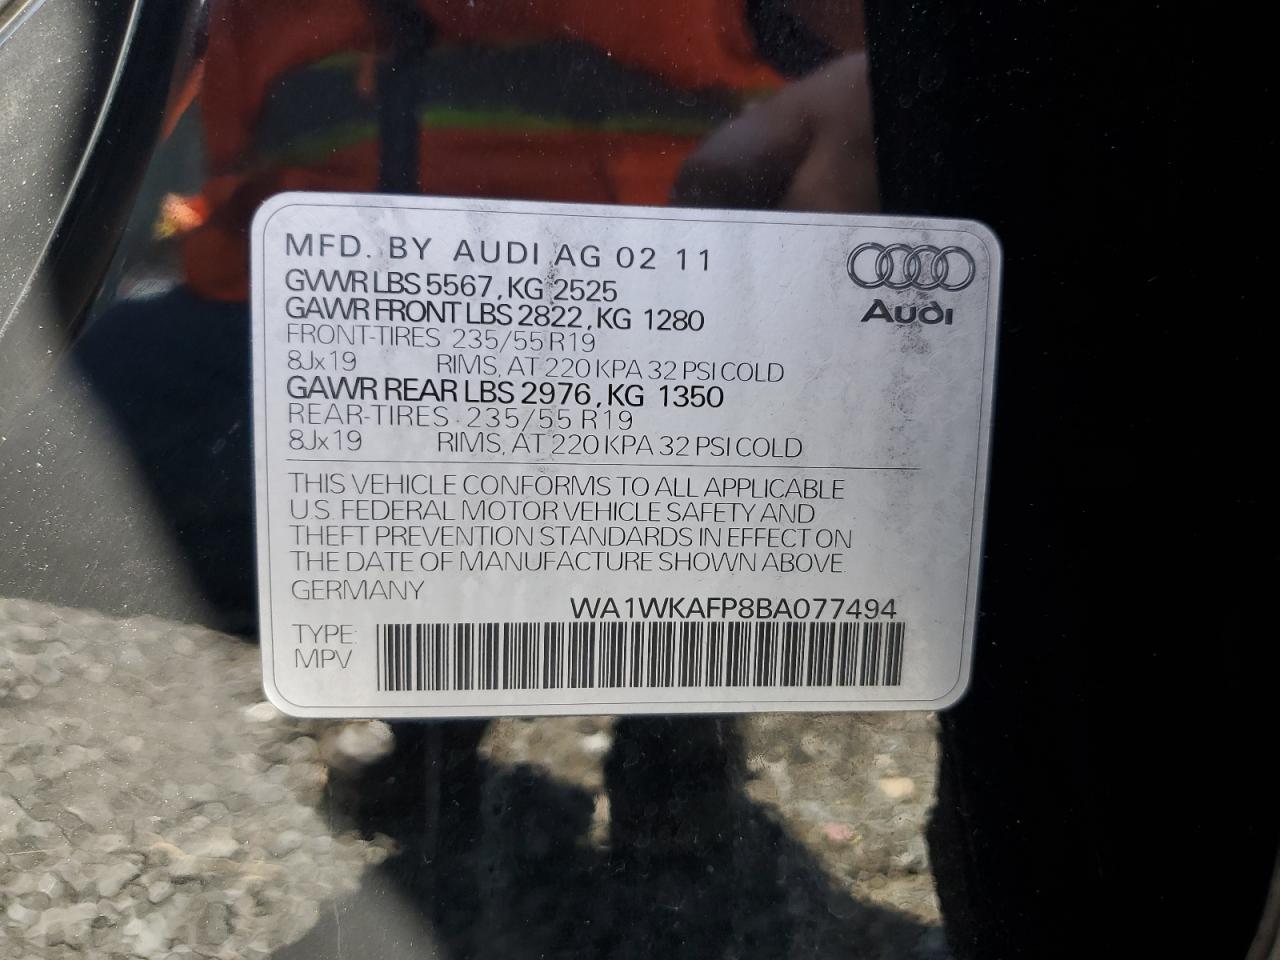 MFD. BY AUDI AG 02 11
GVWR LBS 5567, KG 2525
GAWR FRONT LBS 2822, KG 1280
FRONT-TIRES 235/55 R19
8Jx19 RIMS, AT 220 KPA 32 PSI COLD
GAWR REAR LBS 2976, KG 1350
REAR-TIRES 235/55 R19
8Jx19 RIMS, AT 220 KPA 32 PSI COLD
Audi
THIS VEHICLE CONFORMS TO ALL APPLICABLE
U.S. FEDERAL MOTOR VEHICLE SAFETY AND
THEFT PREVENTION STANDARDS IN EFFECT ON
THE DATE OF MANUFACTURE SHOWN ABOVE
GERMANY
WA1WKAFP8BA077494
TYPE:
MPV